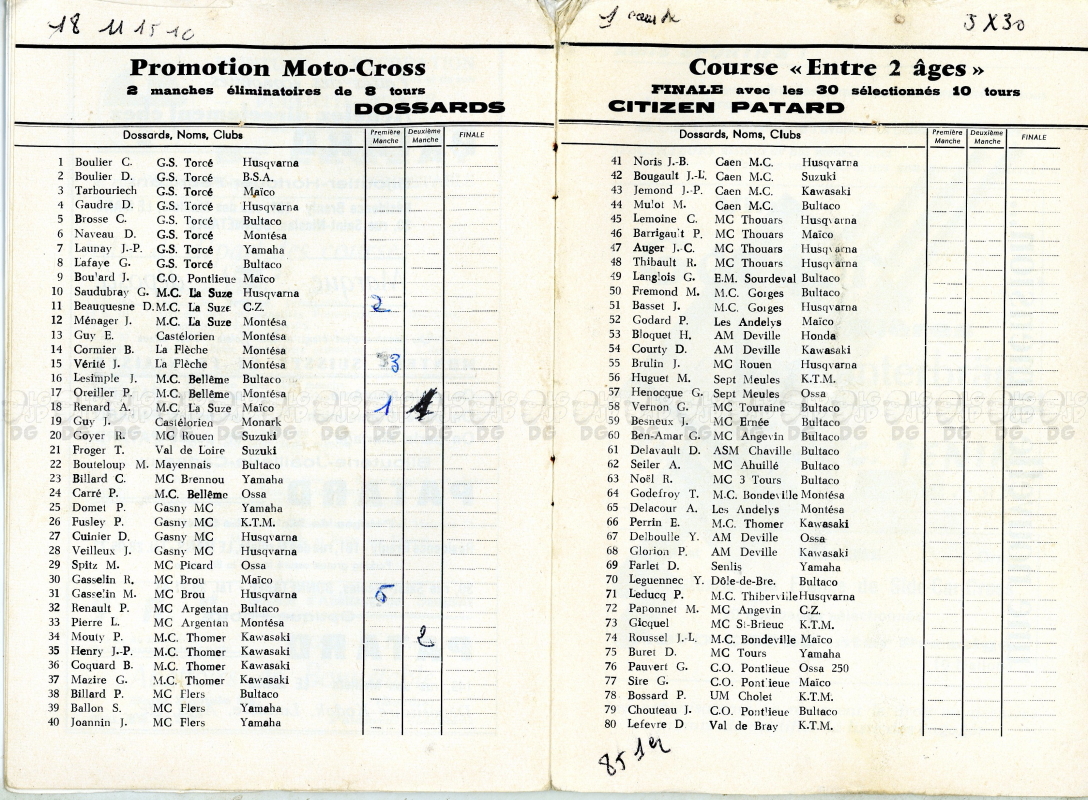 18 11 15 10
Promotion Moto-Cross
2 manches éliminatoires de 8 tours
DOSSARDS
Dossards, Noms, Clubs Première Manche Deuxième Manche FINALE
1 Boulier C. G.S. Torcé Husqvarna
2 Boulier D. G.S. Torcé B.S.A.
3 Tarbouriech G.S. Torcé Maïco
4 Gaudre D. G.S. Torcé Husqvarna
5 Brosse C. G.S. Torcé Bultaco
6 Naveau D. G.S. Torcé Montésa
7 Launay J.-P. G.S. Torcé Yamaha
8 Lafaye G. G.S. Torcé Bultaco
9 Boulard J. C.O. Pontlieue Maïco
10 Saudubray G. M.C. La Suze Husqvarna
11 Beauquesne D. M.C. La Suze C.Z. 2
12 Ménager J. M.C. La Suze Montésa
13 Guy E. Castélorien Montésa
14 Cormier B. La Flèche Montésa
15 Vérité J. La Flèche Montésa 3
16 Lesimple J. M.C. Bellême Bultaco
17 Oreiller P. M.C. Bellême Montésa
18 Renard A. M.C. La Suze Maïco 1 1
19 Guy J. Castélorien Monark
20 Goyer R. MC Rouen Suzuki
21 Froger T. Val de Loire Suzuki
22 Bouteloup M. Mayennais Bultaco
23 Billard C. MC Brennou Yamaha
24 Carré P. M.C. Bellême Ossa
25 Domet P. Gasny MC Yamaha
26 Fusley P. Gasny MC K.T.M.
27 Cuinier D. Gasny MC Husqvarna
28 Veilleux J. Gasny MC Husqvarna
29 Spitz M. MC Picard Ossa
30 Gasselin R. MC Brou Maïco
31 Gasselin M. MC Brou Husqvarna 5
32 Renault P. MC Argentan Bultaco
33 Pierre L. MC Argentan Montésa
34 Mouty P. M.C. Thomer Kawasaki 2
35 Henry J.-P. M.C. Thomer Kawasaki
36 Coquard B. M.C. Thomer Kawasaki
37 Mazire G. M.C. Thomer Kawasaki
38 Billard P. MC Flers Bultaco
39 Ballon S. MC Flers Yamaha
40 Joannin J. MC Flers Yamaha
5 X 30
Course « Entre 2 âges »
FINALE avec les 30 sélectionnés 10 tours
CITIZEN PATARD
Dossards, Noms, Clubs Première Manche Deuxième Manche FINALE
41 Noris J.-B. Caen M.C. Husqvarna
42 Bougault J.-L. Caen M.C. Suzuki
43 Jemond J.-P. Caen M.C. Kawasaki
44 Mulot M. Caen M.C. Bultaco
45 Lemoine C. MC Thouars Husqvarna
46 Barrigault P. MC Thouars Maïco
47 Auger J.-C. MC Thouars Husqvarna
48 Thibault R. MC Thouars Husqvarna
49 Langlois G. E.M. Sourdeval Bultaco
50 Fremond M. M.C. Gorges Bultaco
51 Basset J. M.C. Gorges Husqvarna
52 Godard P. Les Andelys Maïco
53 Bloquet H. AM Deville Honda
54 Courty D. AM Deville Kawasaki
55 Brulin J. MC Rouen Husqvarna
56 Huguet M. Sept Meules K.T.M.
57 Henocque G. Sept Meules Ossa
58 Vernon G. MC Touraine Bultaco
59 Besneux J. MC Ernée Bultaco
60 Ben-Amar G. MC Angevin Bultaco
61 Delavault D. ASM Chaville Bultaco
62 Seiler A. MC Ahuillé Bultaco
63 Noël R. MC 3 Tours Bultaco
64 Godefroy T. M.C. Bondeville Montésa
65 Delacour A. Les Andelys Montésa
66 Perrin E. M.C. Thomer Kawasaki
67 Delboulle Y. AM Deville Ossa
68 Glorion P. AM Deville Kawasaki
69 Farlet D. Senlis Yamaha
70 Leguennec Y. Dôle-de-Bre. Bultaco
71 Leducq P. M.C. Thiberville Husqvarna
72 Paponnet M. MC Angevin C.Z.
73 Gicquel MC St-Brieuc K.T.M.
74 Roussel J.-L. M.C. Bondeville Maïco
75 Buret D. MC Tours Yamaha
76 Pauvert G. C.O. Pontlieue Ossa 250
77 Sire G. C.O. Pontlieue Maïco
78 Bossard P. UM Cholet K.T.M.
79 Chouteau J. C.O. Pontlieue Bultaco
80 Lefevre D. Val de Bray K.T.M.
85 1er